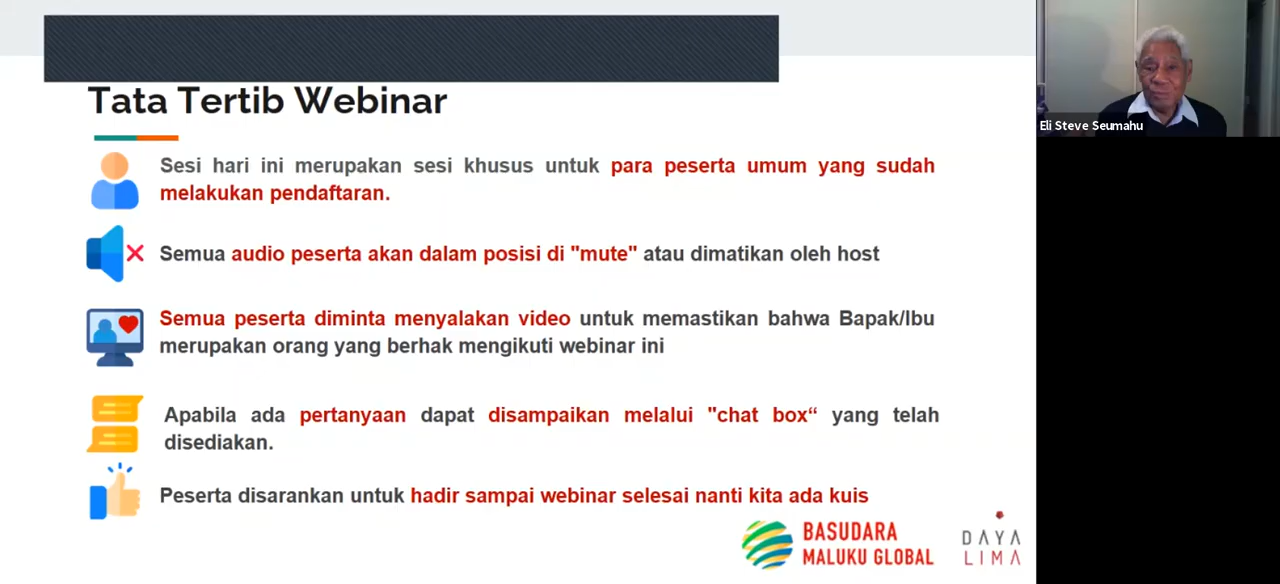 Tata Tertib Webinar
Sesi hari ini merupakan sesi khusus untuk para peserta umum yang sudah
melakukan pendaftaran.
Semua audio peserta akan dalam posisi di "mute" atau dimatikan oleh host
Semua peserta diminta menyalakan video untuk memastikan bahwa Bapak/Ibu
merupakan orang yang berhak mengikuti webinar ini
Apabila ada pertanyaan dapat disampaikan melalui "chat box“ yang telah
disediakan.
Peserta disarankan untuk hadir sampai webinar selesai nanti kita ada kuis
BASUDARA
MALUKU GLOBAL
DAYA
LIMA
Eli Steve Seumahu